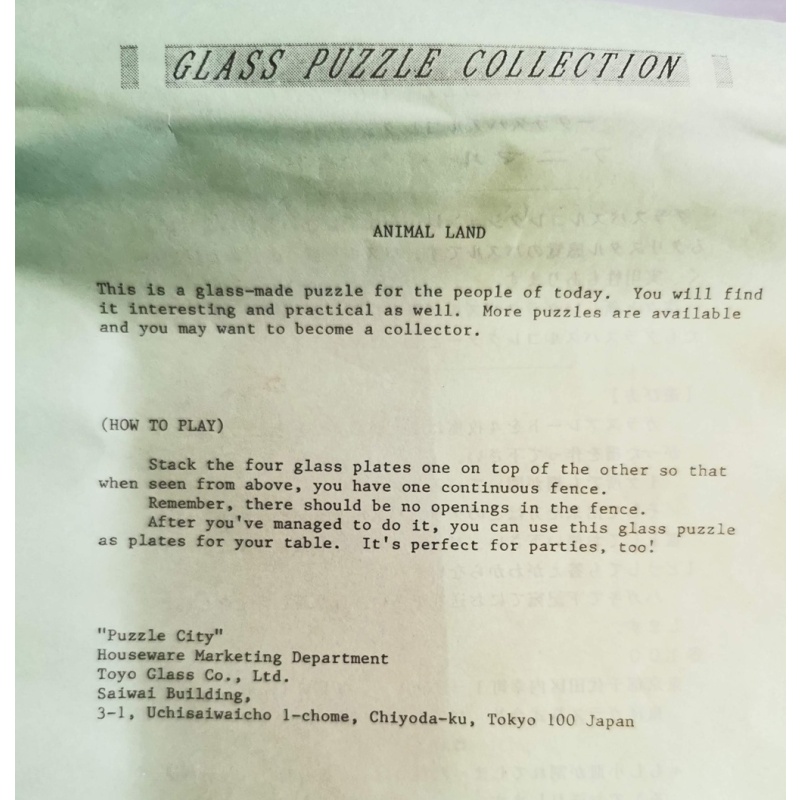 GLASS PUZZLE COLLECTION
ANIMAL LAND
This is a glass-made puzzle for the people of today. You will find
it interesting and practical as well. More puzzles are available
and you may want to become a collector.
(HOW TO PLAY)
Stack the four glass plates one on top of the other so that
when seen from above, you have one continuous fence.
Remember, there should be no openings in the fence.
After you've managed to do it, you can use this glass puzzle
as plates for your table. It's perfect for parties, too!
"Puzzle City"
Houseware Marketing Department
Toyo Glass Co., Ltd.
Saiwai Building,
3-1, Uchisaiwaicho 1-chome, Chiyoda-ku, Tokyo 100 Japan